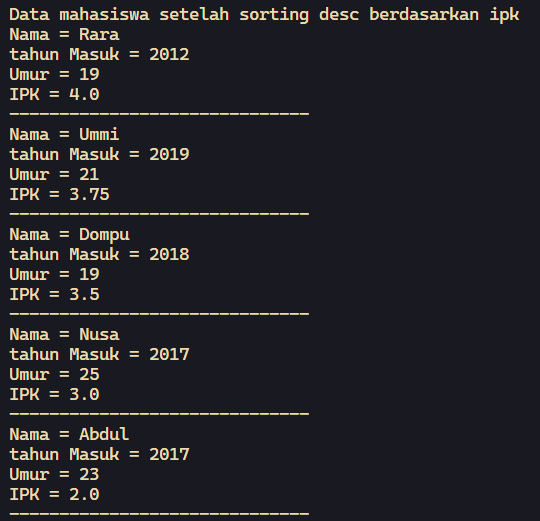 Data mahasiswa setelah sorting desc berdasarkan ipk
Nama = Rara
tahun Masuk = 2012
Umur = 19
IPK = 4.0
------------------------------
Nama = Ummi
tahun Masuk = 2019
Umur = 21
IPK = 3.75
------------------------------
Nama = Dompu
tahun Masuk = 2018
Umur = 19
IPK = 3.5
------------------------------
Nama = Nusa
tahun Masuk = 2017
Umur = 25
IPK = 3.0
------------------------------
Nama = Abdul
tahun Masuk = 2017
Umur = 23
IPK = 2.0
------------------------------